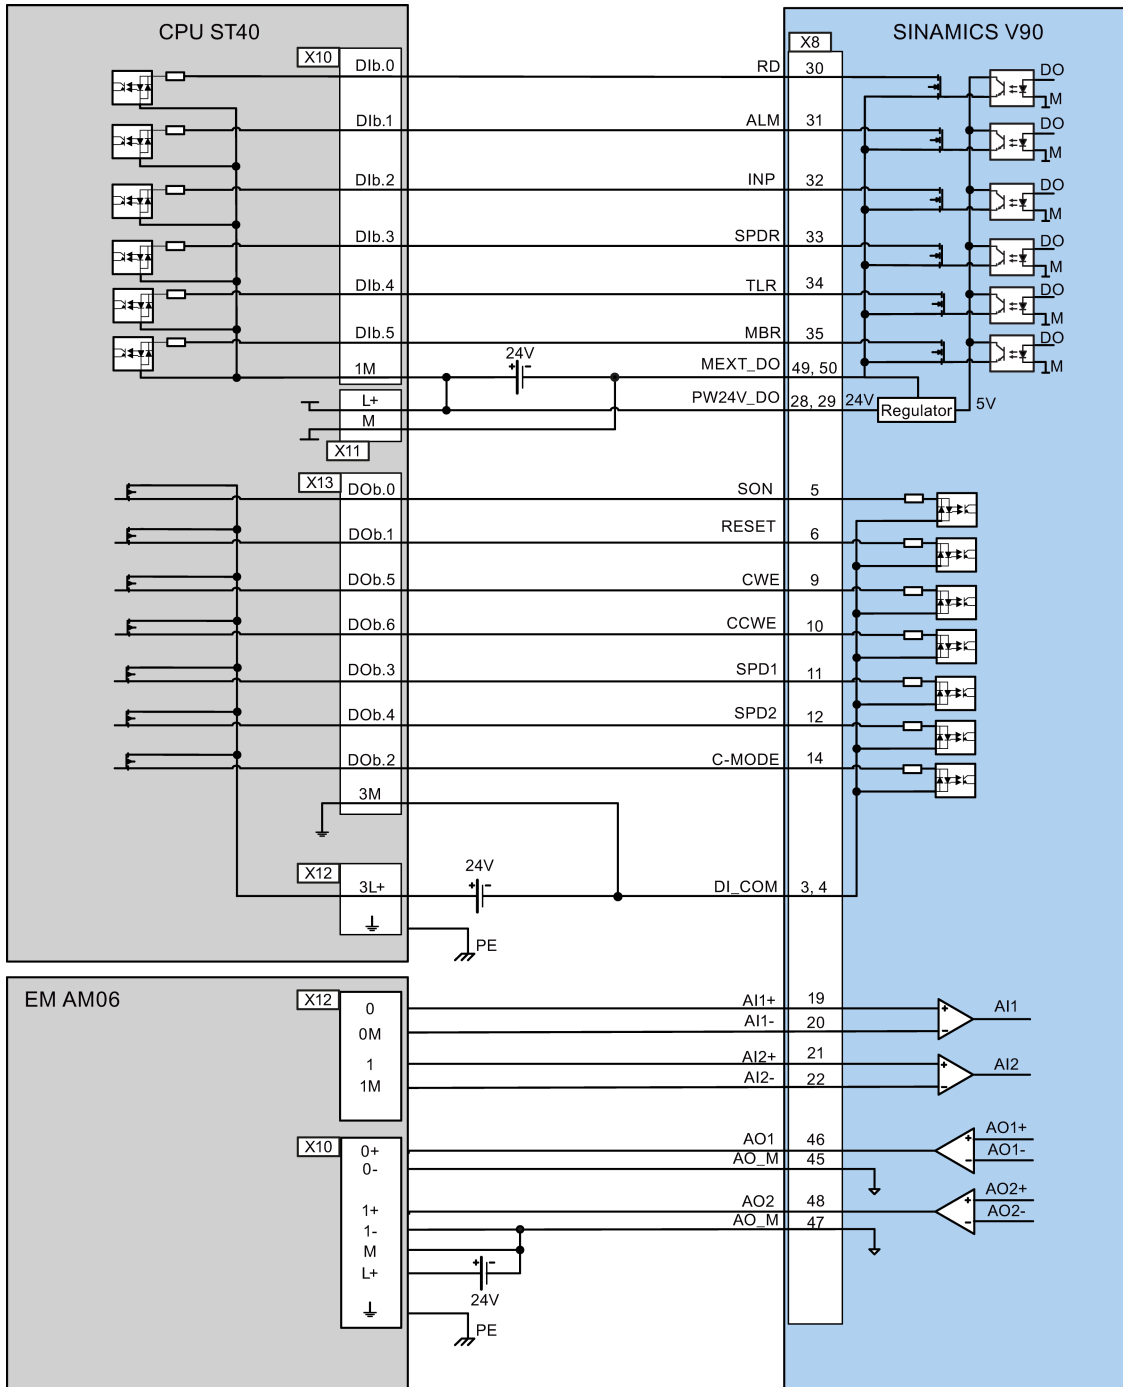 CPU ST40
SINAMICS V90
X10
X8
DIb.0
RD
30
DO
M
DIb.1
ALM
31
DO
M
DIb.2
INP
32
DO
M
DIb.3
SPDR
33
DO
M
DIb.4
TLR
34
DO
M
DIb.5
MBR
35
DO
M
1M
24V
+ -
MEXT_DO
49, 50
L+
PW24V_DO
28, 29
24V
Regulator
5V
M
X11
X13
DOb.0
SON
5
DOb.1
RESET
6
DOb.5
CWE
9
DOb.6
CCWE
10
DOb.3
SPD1
11
DOb.4
SPD2
12
DOb.2
C-MODE
14
3M
X12
24V
+ -
3L+
DI_COM
3, 4
PE
EM AM06
X12
0
AI1+
19
+
AI1
0M
AI1-
20
-
1
AI2+
21
+
AI2
1M
AI2-
22
-
X10
0+
AO1
46
+
AO1+
0-
AO_M
45
-
AO1-
1+
AO2
48
+
AO2+
1-
AO_M
47
-
AO2-
M
L+
+ -
24V
PE